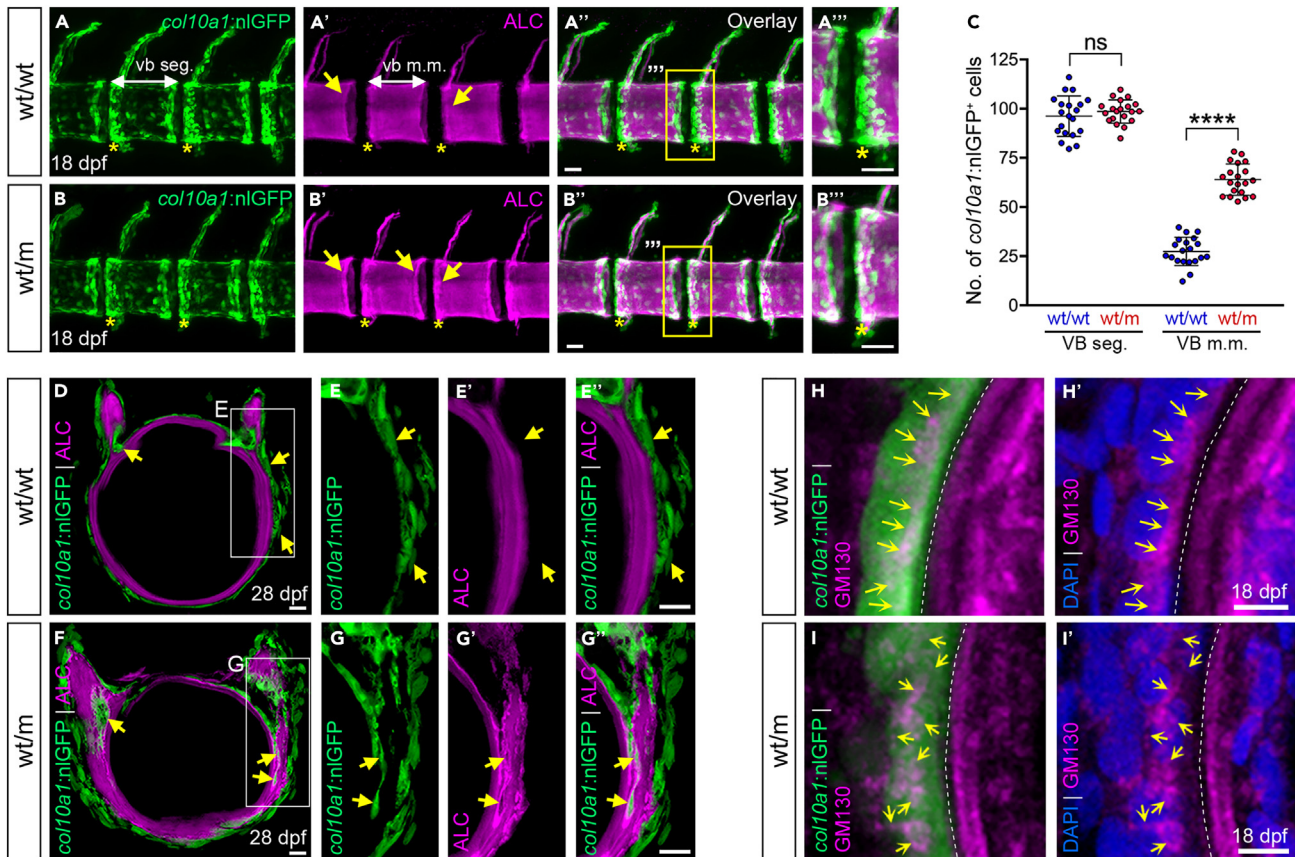 A col10a1:nlGFP
vb seg.
*
*
18 dpf
wt/wt
A' ALC
vb m.m.
*
*
A'' Overlay
'''
*
*
A'''
*
B col10a1:nlGFP
*
*
18 dpf
wt/m
B' ALC
*
*
B'' Overlay
'''
*
*
B'''
*
C
No. of col10a1:nlGFP+ cells
125
100
75
50
25
0
ns
****
wt/wt wt/m wt/wt wt/m
VB seg. VB m.m.
wt/wt
D
col10a1:nlGFP | ALC
E
28 dpf
E
col10a1:nlGFP
E'
ALC
E''
col10a1:nlGFP | ALC
wt/m
F
col10a1:nlGFP | ALC
G
28 dpf
G
col10a1:nlGFP
G'
ALC
G''
col10a1:nlGFP | ALC
wt/wt
H
col10a1:nlGFP |
GM130
H'
DAPI | GM130
18 dpf
wt/m
I
col10a1:nlGFP |
GM130
I'
DAPI | GM130
18 dpf